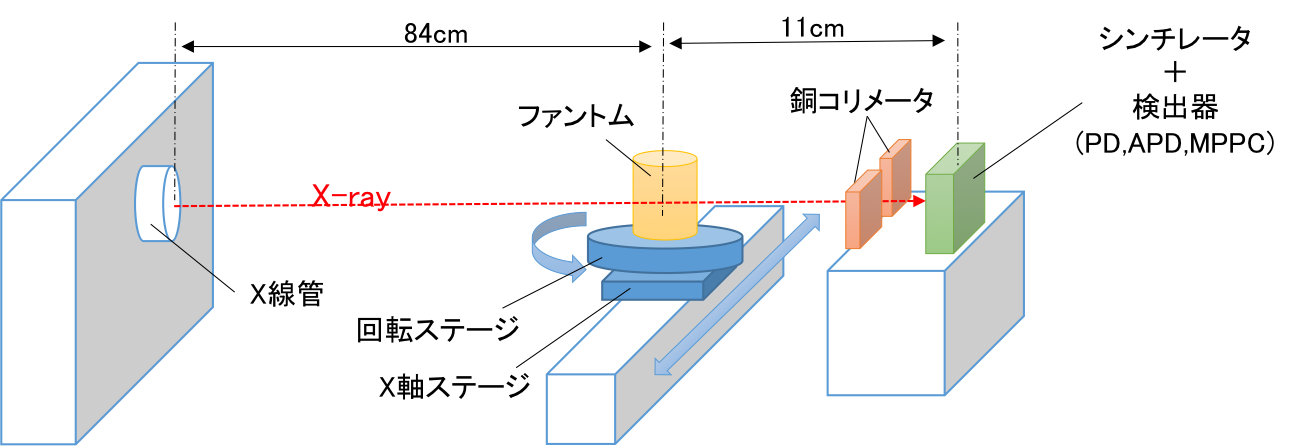 84cm
11cm
シンチレータ
＋
検出器
(PD,APD,MPPC)
銅コリメータ
ファントム
X-ray
X線管
回転ステージ
X軸ステージ